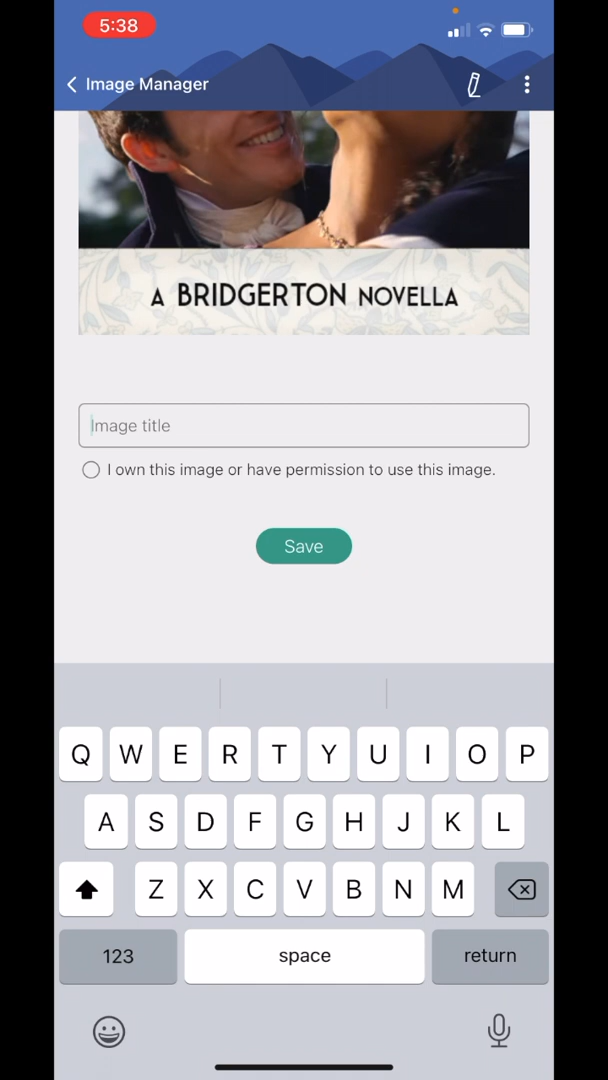 5:38
Image Manager
A BRIDGERTON NOVELLA
Image title
I own this image or have permission to use this image.
Save
Q W E R T Y U I O P
A S D F G H J K L
Z X C V B N M
123 space return